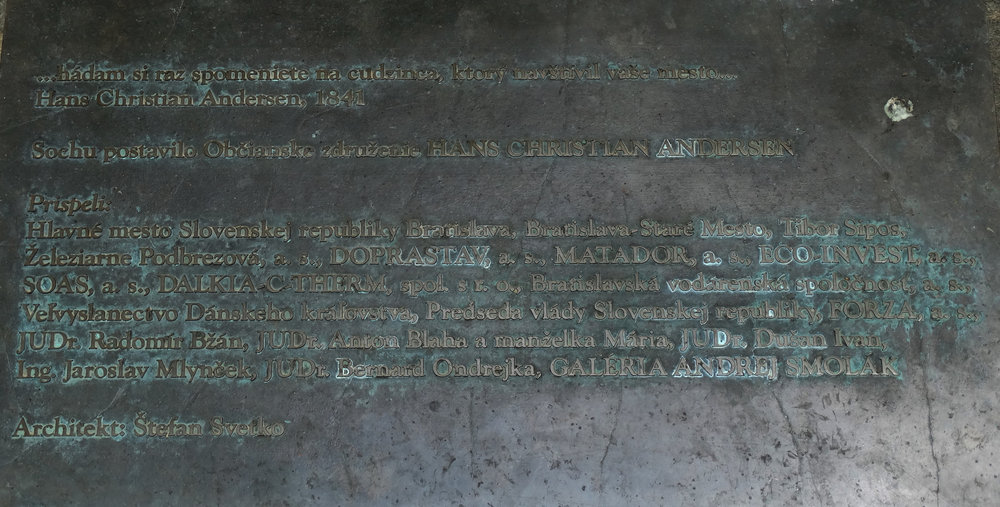 ...hádam si raz spomeniete na cudzinca, ktorý navštívil vaše mesto...
Hans Christian Andersen, 1841
Sochu postavilo Občianske združenie HANS CHRISTIAN ANDERSEN
Prispeli:
Hlavné mesto Slovenskej republiky Bratislava, Bratislava-Staré Mesto, Tibor Sipos,
Železiarne Podbrezová, a. s., DOPRASTAV, a. s., MATADOR, a. s., ECO-INVEST, a. s.,
SOAS, a. s., DALKIA-C-THERM, spol. s r. o., Bratislavská vodárenská spoločnosť, a. s.,
Veľvyslanectvo Dánskeho kráľovstva, Predseda vlády Slovenskej republiky, FORZA, a. s.,
JUDr. Radomír Bžán, JUDr. Anton Blaha a manželka Mária, JUDr. Dušan Ivan,
Ing. Jaroslav Mlynček, JUDr. Bernard Ondrejka, GALÉRIA ANDREJ SMOLÁK
Architekt: Štefan Svetko